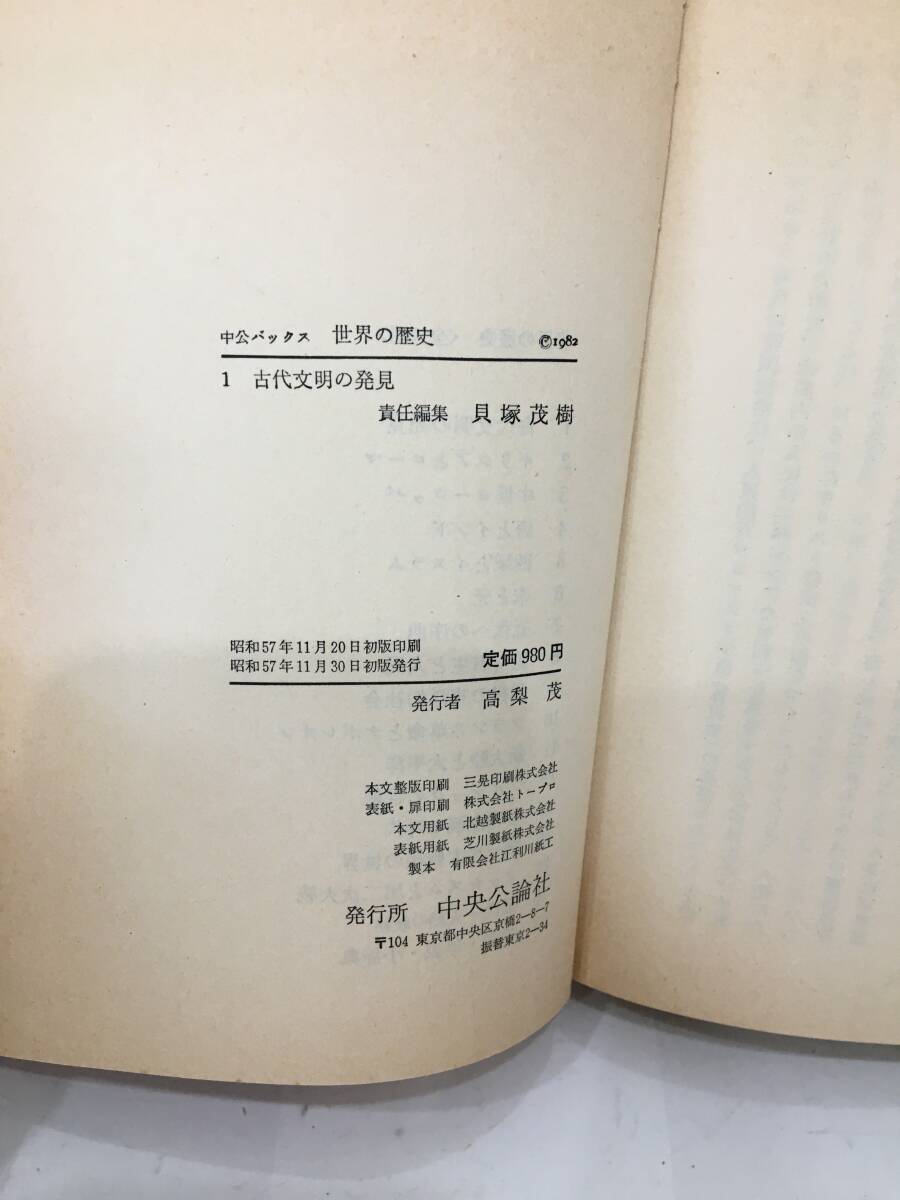 中公バックス 世界の歴史 ©1982
1 古代文明の発見
責任編集 貝塚茂樹
昭和57年11月20日初版印刷
昭和57年11月30日初版発行 定価980円
発行者 高梨茂
本文整版印刷 三晃印刷株式会社
表紙・扉印刷 株式会社トープロ
本文用紙 北越製紙株式会社
表紙用紙 芝川製紙株式会社
製本 有限会社江利川紙工
発行所 中央公論社
〒104 東京都中央区京橋2-8-7
振替東京2-34